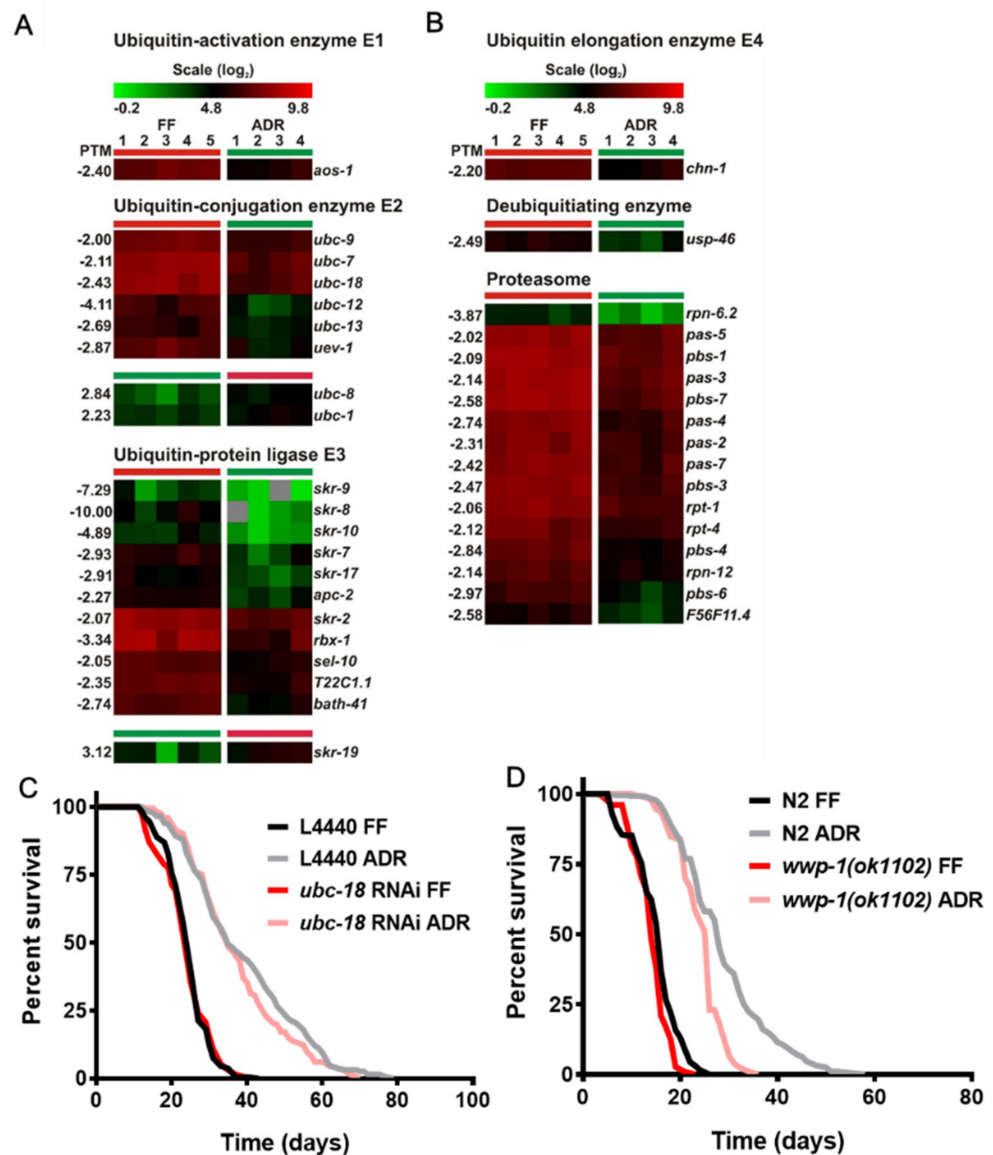 A
Ubiquitin-activation enzyme E1
Scale (log2)
-0.2 4.8 9.8
FF ADR
PTM 1 2 3 4 5 1 2 3 4
-2.40 aos-1
Ubiquitin-conjugation enzyme E2
-2.00 ubc-9
-2.11 ubc-7
-2.43 ubc-18
-4.11 ubc-12
-2.69 ubc-13
-2.87 uev-1
2.84 ubc-8
2.23 ubc-1
Ubiquitin-protein ligase E3
-7.29 skr-9
-10.00 skr-8
-4.89 skr-10
-2.93 skr-7
-2.91 skr-17
-2.27 apc-2
-2.07 skr-2
-3.34 rbx-1
-2.05 sel-10
-2.35 T22C1.1
-2.74 bath-41
3.12 skr-19
B
Ubiquitin elongation enzyme E4
Scale (log2)
-0.2 4.8 9.8
FF ADR
PTM 1 2 3 4 5 1 2 3 4
-2.20 chn-1
Deubiquitiating enzyme
-2.49 usp-46
Proteasome
-3.87 rpn-6.2
-2.02 pas-5
-2.09 pbs-1
-2.14 pas-3
-2.58 pbs-7
-2.74 pas-4
-2.31 pas-2
-2.42 pas-7
-2.47 pbs-3
-2.06 rpt-1
-2.12 rpt-4
-2.84 pbs-4
-2.14 rpn-12
-2.97 pbs-6
-2.58 F56F11.4
C
Percent survival
100
75
50
25
0
0 20 40 60 80 100
Time (days)
L4440 FF
L4440 ADR
ubc-18 RNAi FF
ubc-18 RNAi ADR
D
Percent survival
100
75
50
25
0
0 20 40 60 80
Time (days)
N2 FF
N2 ADR
wwp-1(ok1102) FF
wwp-1(ok1102) ADR